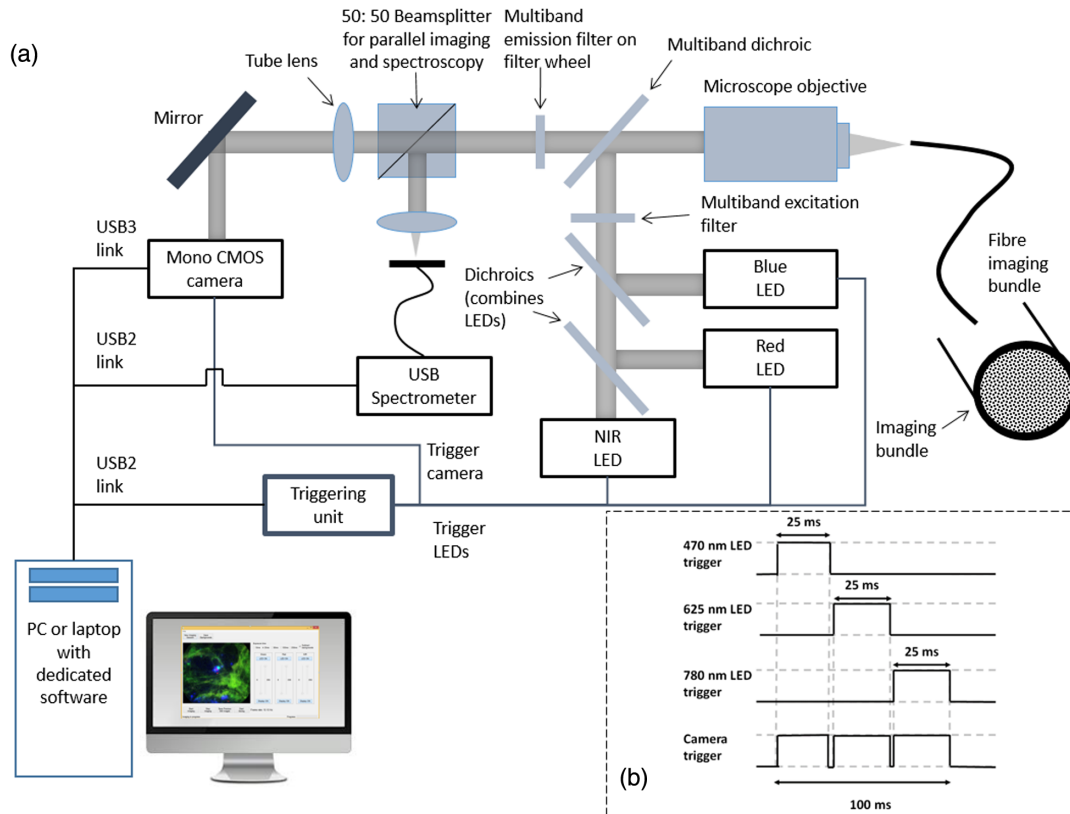 (a)
50: 50 Beamsplitter
for parallel imaging
and spectroscopy
Multiband
emission filter on
filter wheel
Multiband dichroic
Tube lens
Microscope objective
Mirror
Multiband excitation
filter
USB3
link
Mono CMOS
camera
Dichroics
(combines
LEDs)
Blue
LED
Fibre
imaging
bundle
USB2
link
Red
LED
USB
Spectrometer
NIR
LED
Imaging
bundle
Trigger
camera
USB2
link
Triggering
unit
Trigger
LEDs
PC or laptop
with
dedicated
software
25 ms
470 nm LED
trigger
25 ms
625 nm LED
trigger
25 ms
780 nm LED
trigger
Camera
trigger
(b)
100 ms